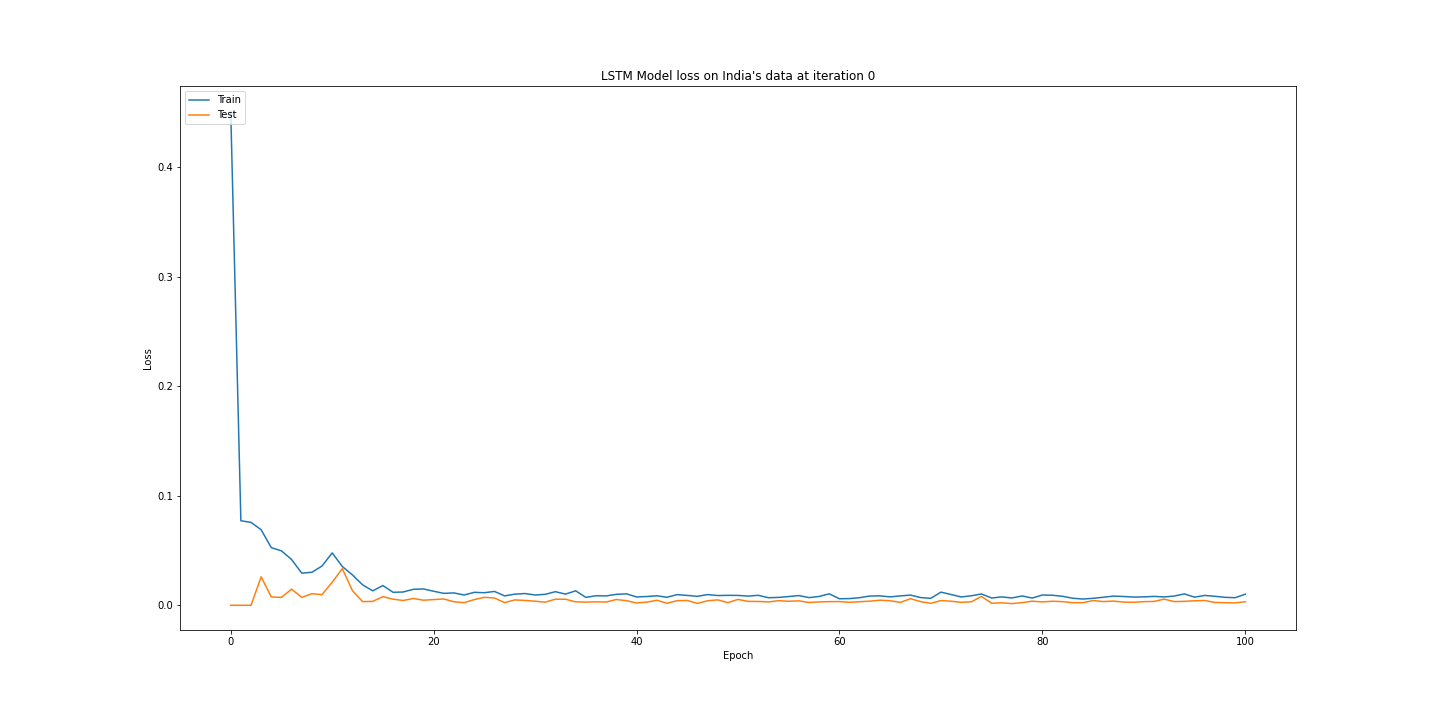 LSTM Model loss on India's data at iteration 0
Train
Test
0.4
0.3
0.2
0.1
0.0
Loss
0 20 40 60 80 100
Epoch